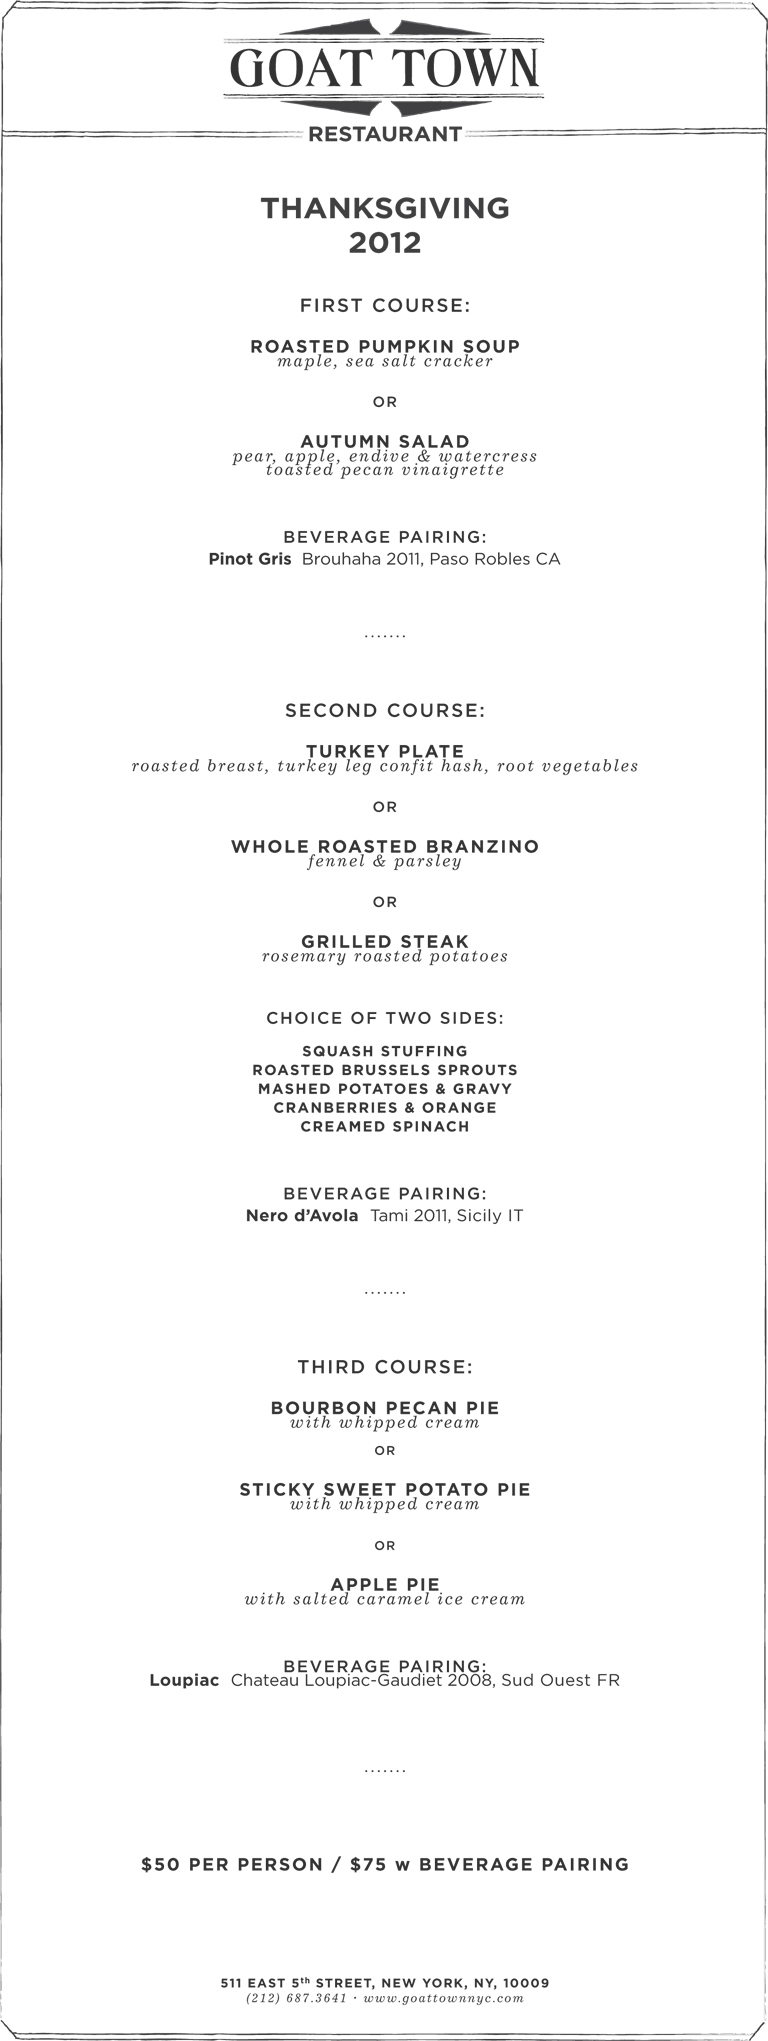 GOAT TOWN
RESTAURANT
THANKSGIVING
2012
FIRST COURSE:
ROASTED PUMPKIN SOUP
maple, sea salt cracker
OR
AUTUMN SALAD
pear, apple, endive & watercress
toasted pecan vinaigrette
BEVERAGE PAIRING:
Pinot Gris Brouhaha 2011, Paso Robles CA
.......
SECOND COURSE:
TURKEY PLATE
roasted breast, turkey leg confit hash, root vegetables
OR
WHOLE ROASTED BRANZINO
fennel & parsley
OR
GRILLED STEAK
rosemary roasted potatoes
CHOICE OF TWO SIDES:
SQUASH STUFFING
ROASTED BRUSSELS SPROUTS
MASHED POTATOES & GRAVY
CRANBERRIES & ORANGE
CREAMED SPINACH
BEVERAGE PAIRING:
Nero d’Avola Tami 2011, Sicily IT
.......
THIRD COURSE:
BOURBON PECAN PIE
with whipped cream
OR
STICKY SWEET POTATO PIE
with whipped cream
OR
APPLE PIE
with salted caramel ice cream
BEVERAGE PAIRING:
Loupiac Chateau Loupiac-Gaudiet 2008, Sud Ouest FR
.......
$50 PER PERSON / $75 w BEVERAGE PAIRING
511 EAST 5th STREET, NEW YORK, NY, 10009
(212) 687.3641 · www.goattownnyc.com